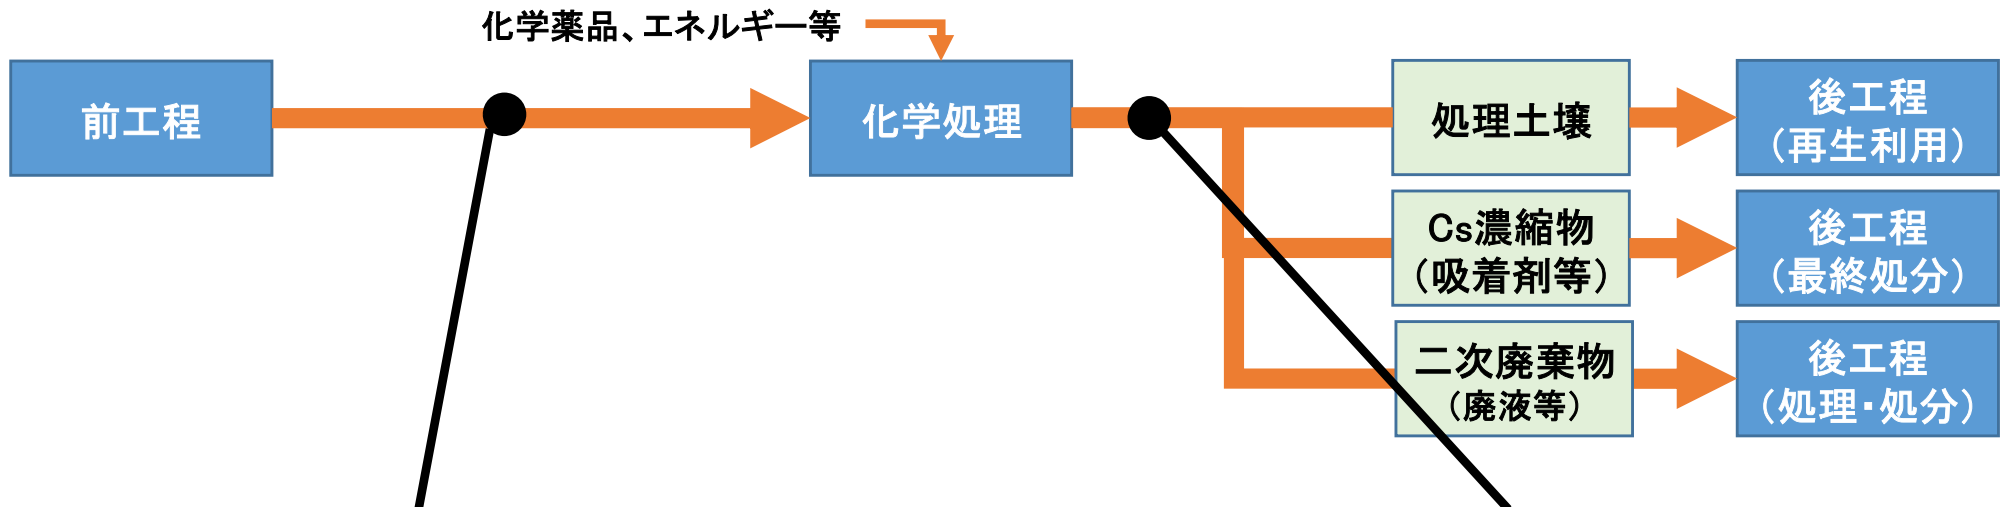 化学薬品、エネルギー等
前工程
化学処理
処理土壌
後工程
（再生利用）
Cs濃縮物
（吸着剤等）
後工程
（最終処分）
二次廃棄物
（廃液等）
後工程
（処理・処分）